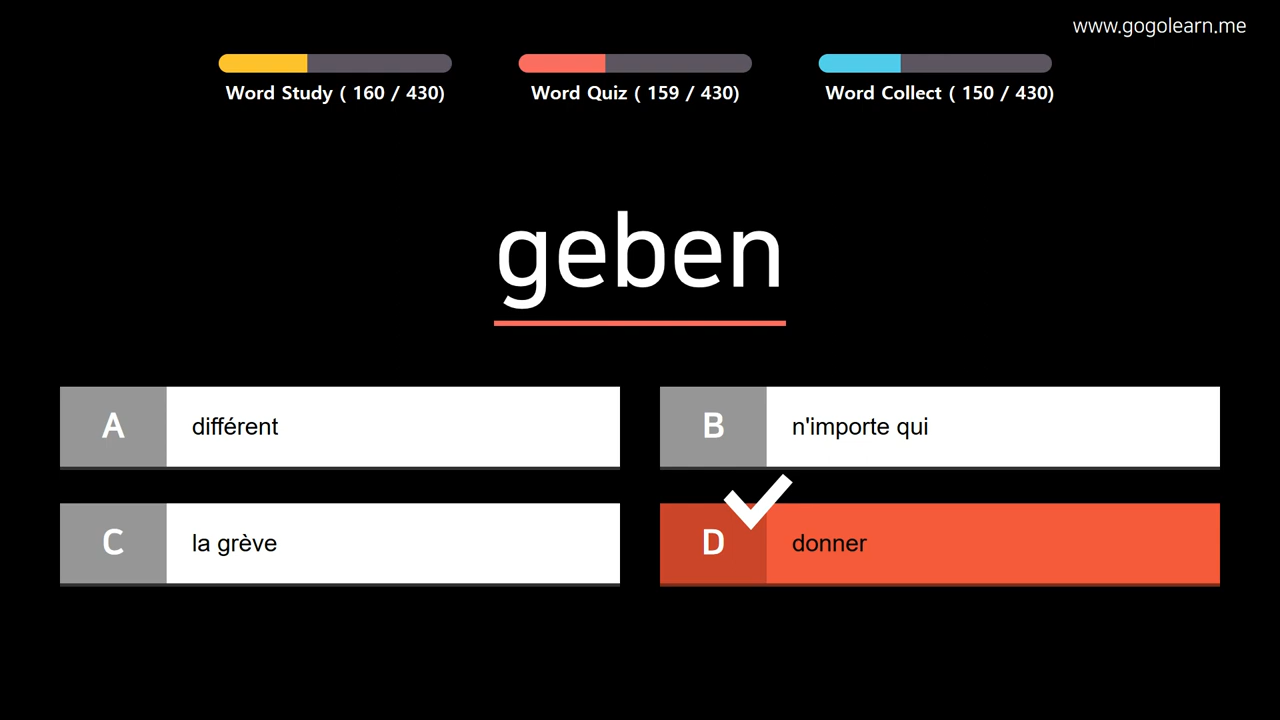 www.gogolearn.me
Word Study ( 160 / 430)
Word Quiz ( 159 / 430)
Word Collect ( 150 / 430)
geben
A différent
B n'importe qui
C la grève
D donner